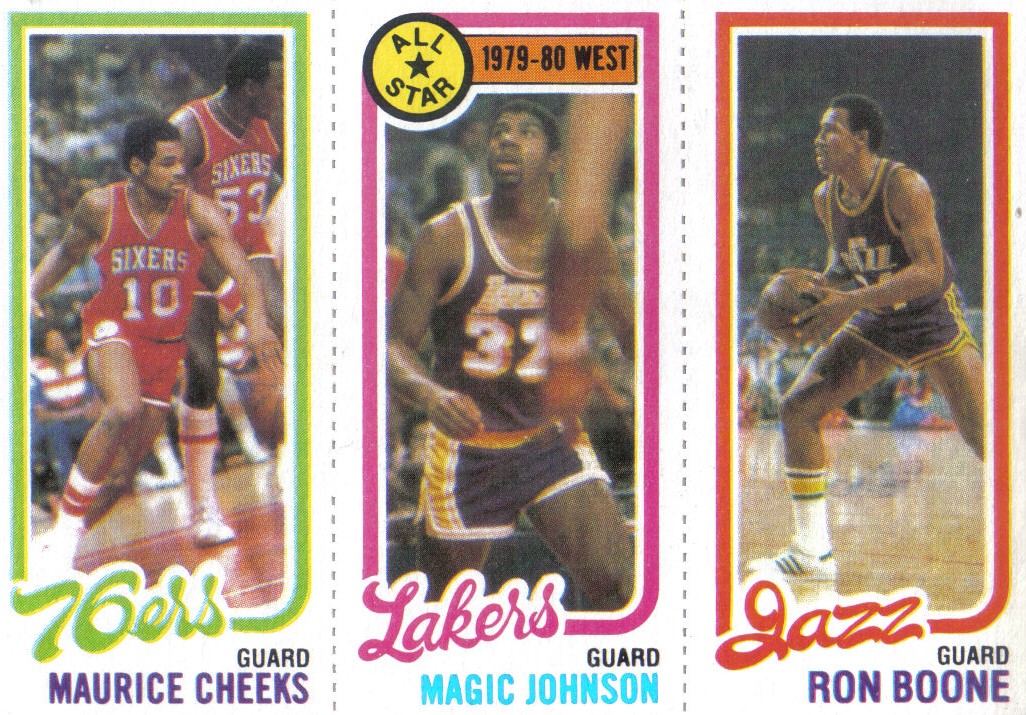 SIXERS
10
SIXERS
53
76ers
GUARD
MAURICE CHEEKS
ALL
STAR
1979-80 WEST
32
Lakers
GUARD
MAGIC JOHNSON
Jazz
GUARD
RON BOONE